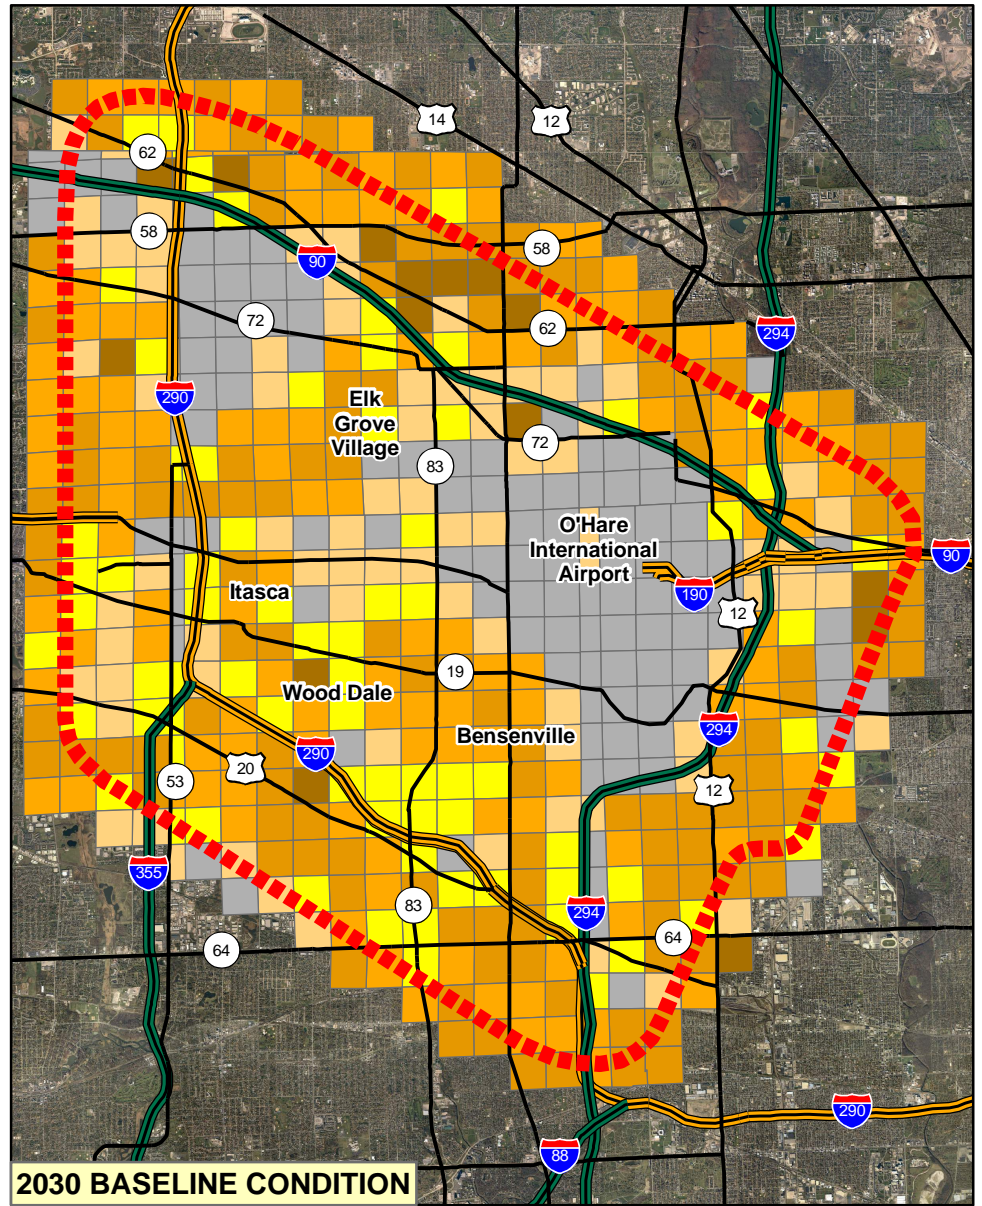 14
12
62
58
58
90
72
62
294
290
Elk
Grove
Village
72
83
O'Hare
International
Airport
90
190
12
Itasca
19
Wood Dale
294
Bensenville
290
20
53
12
355
83
294
64
64
290
88
2030 BASELINE CONDITION